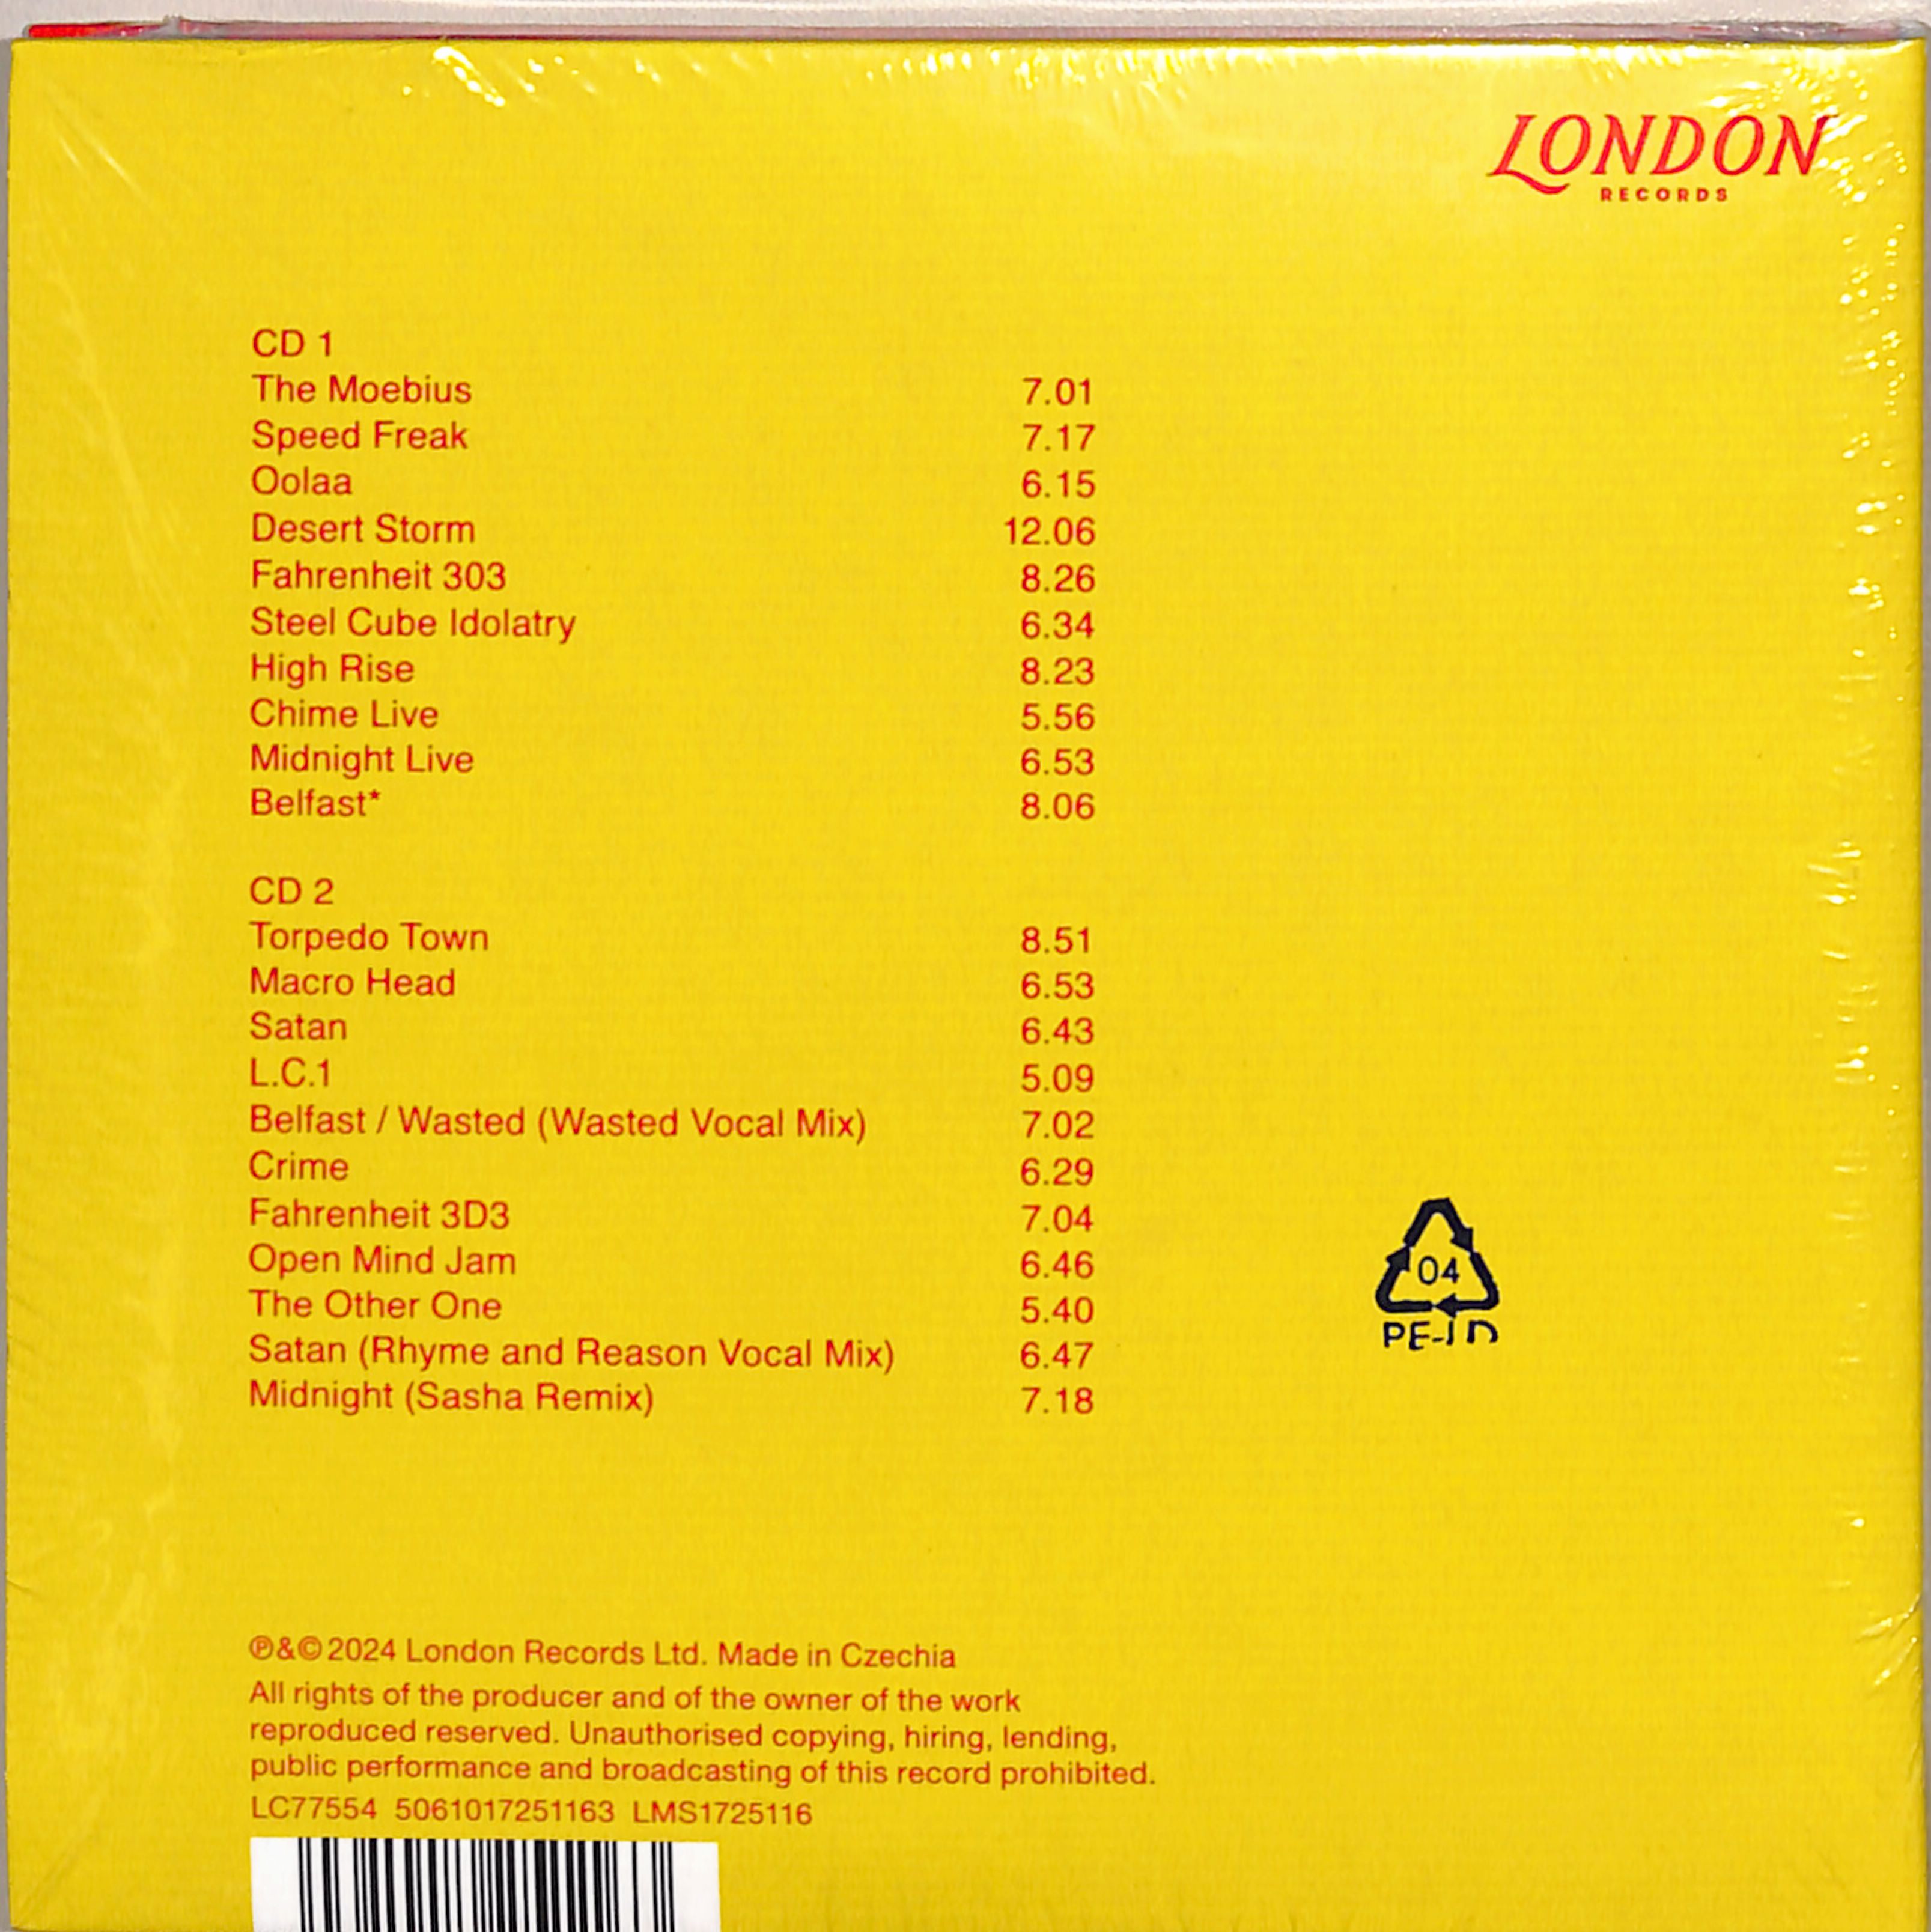 LONDON
RECORDS
CD 1
The Moebius 7.01
Speed Freak 7.17
Oolaa 6.15
Desert Storm 12.06
Fahrenheit 303 8.26
Steel Cube Idolatry 6.34
High Rise 8.23
Chime Live 5.56
Midnight Live 6.53
Belfast* 8.06
CD 2
Torpedo Town 8.51
Macro Head 6.53
Satan 6.43
L.C.1 5.09
Belfast / Wasted (Wasted Vocal Mix) 7.02
Crime 6.29
Fahrenheit 3D3 7.04
Open Mind Jam 6.46
The Other One 5.40
Satan (Rhyme and Reason Vocal Mix) 6.47
Midnight (Sasha Remix) 7.18
04
℗&© 2024 London Records Ltd. Made in Czechia
All rights of the producer and of the owner of the work
reproduced reserved. Unauthorised copying, hiring, lending,
public performance and broadcasting of this record prohibited.
LC77554 5061017251163 LMS1725116